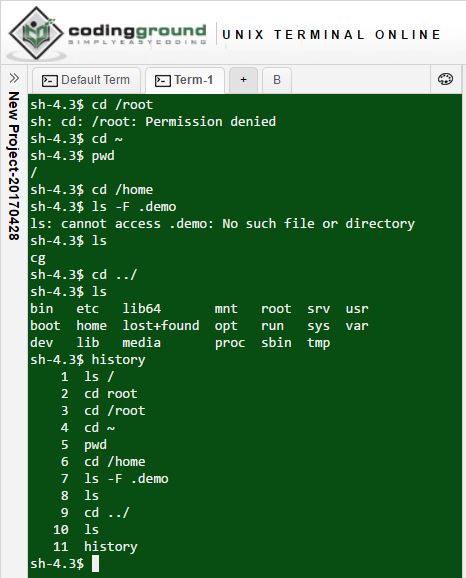 codingground
SIMPLYEASYCODING
UNIX TERMINAL ONLINE
Default Term
Term-1
+
B
New Project-20170428
sh-4.3$ cd /root
sh: cd: /root: Permission denied
sh-4.3$ cd ~
sh-4.3$ pwd
/
sh-4.3$ cd /home
sh-4.3$ ls -F .demo
ls: cannot access .demo: No such file or directory
sh-4.3$ ls
cg
sh-4.3$ cd ../
sh-4.3$ ls
bin   etc   lib64       mnt   root  srv  usr
boot  home  lost+found  opt   run   sys  var
dev   lib   media       proc  sbin  tmp
sh-4.3$ history
    1  ls /
    2  cd root
    3  cd /root
    4  cd ~
    5  pwd
    6  cd /home
    7  ls -F .demo
    8  ls
    9  cd ../
   10  ls
   11  history
sh-4.3$